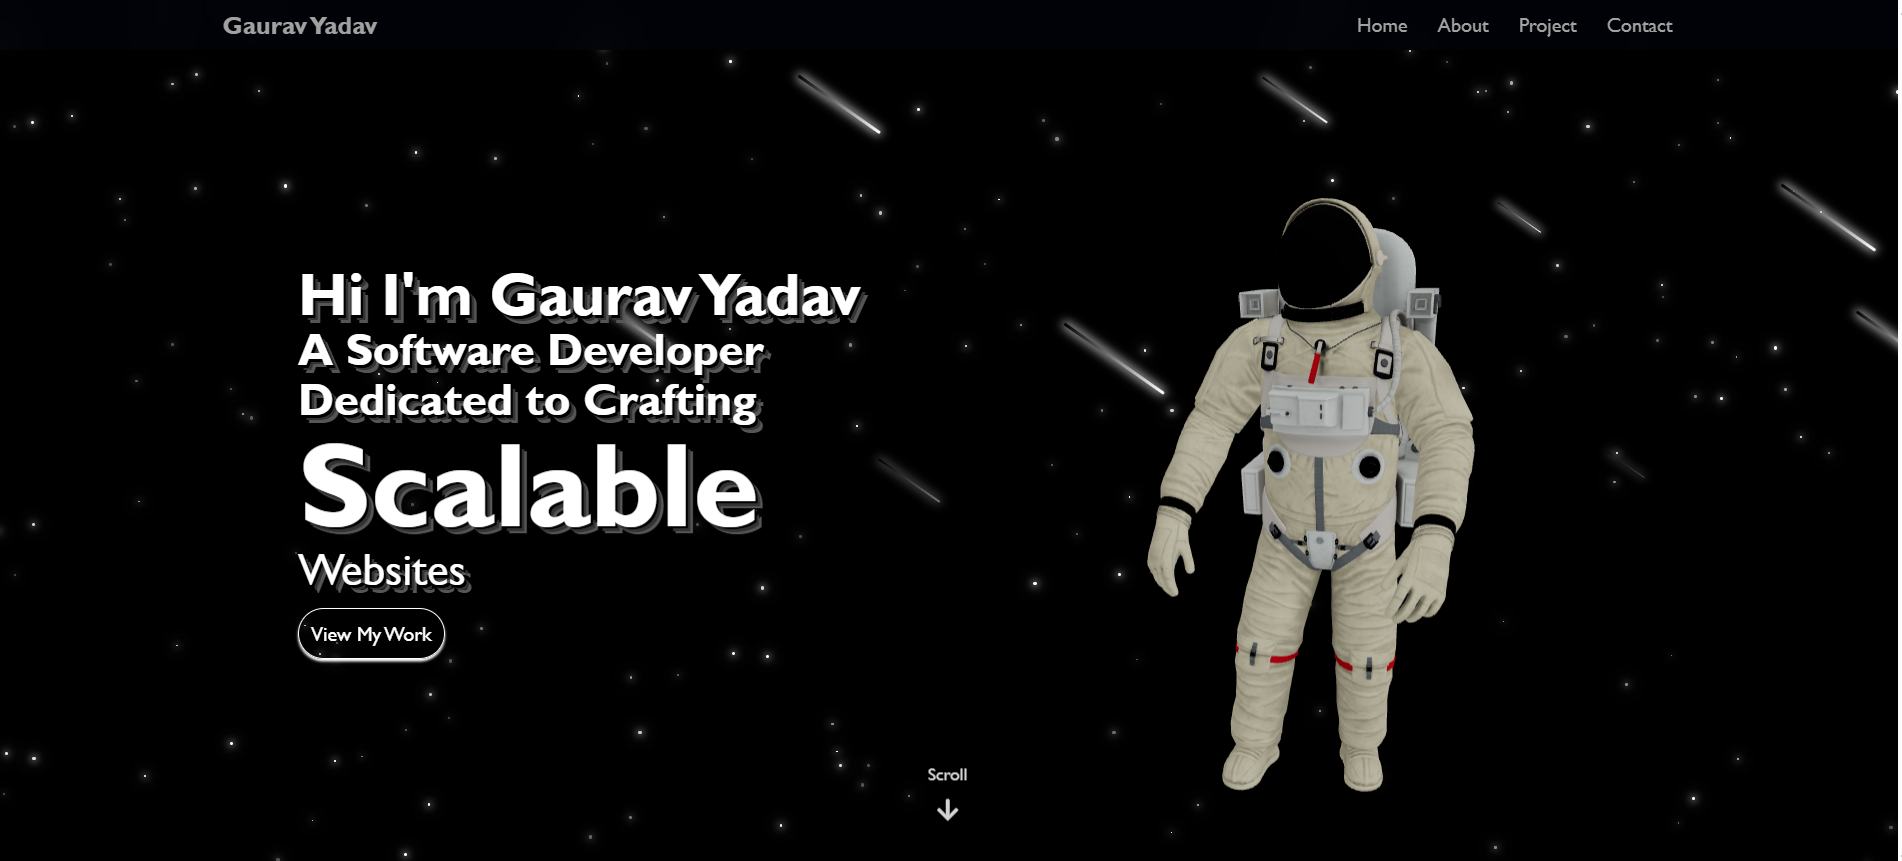 Gaurav Yadav
Home About Project Contact
Hi I'm Gaurav Yadav
A Software Developer
Dedicated to Crafting
Scalable
Websites
View My Work
Scroll